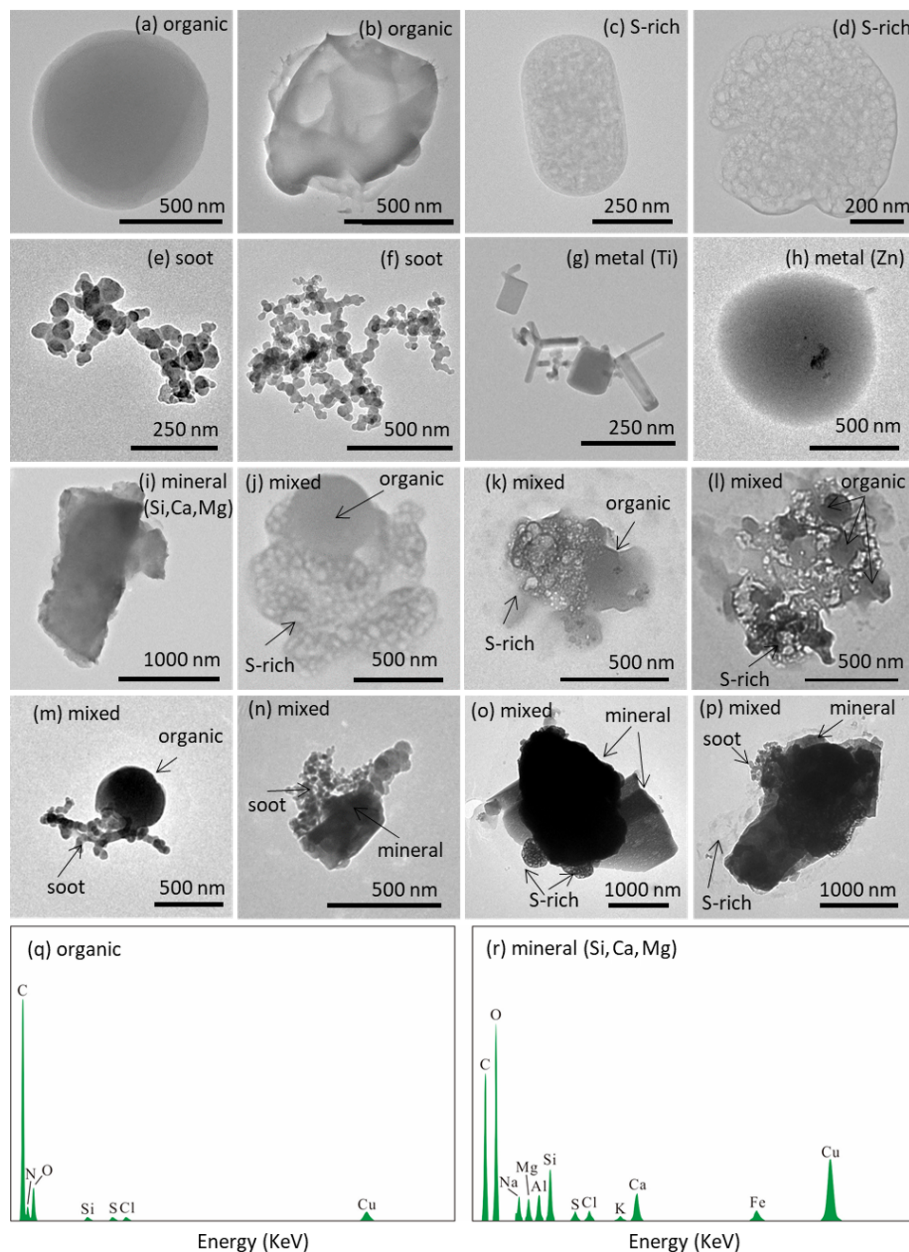 (a) organic
500 nm
(b) organic
500 nm
(c) S-rich
250 nm
(d) S-rich
200 nm
(e) soot
250 nm
(f) soot
500 nm
(g) metal (Ti)
250 nm
(h) metal (Zn)
500 nm
(i) mineral
(Si,Ca,Mg)
1000 nm
(j) mixed
organic
S-rich
500 nm
(k) mixed
organic
S-rich
500 nm
(l) mixed
organic
S-rich
500 nm
(m) mixed
organic
soot
500 nm
(n) mixed
soot
mineral
500 nm
(o) mixed
mineral
S-rich
1000 nm
(p) mixed
mineral
soot
S-rich
1000 nm
(q) organic
C
N
O
Si
S
Cl
Cu
Energy (KeV)
(r) mineral (Si, Ca, Mg)
C
O
Na
Mg
Al
Si
S
Cl
K
Ca
Fe
Cu
Energy (KeV)